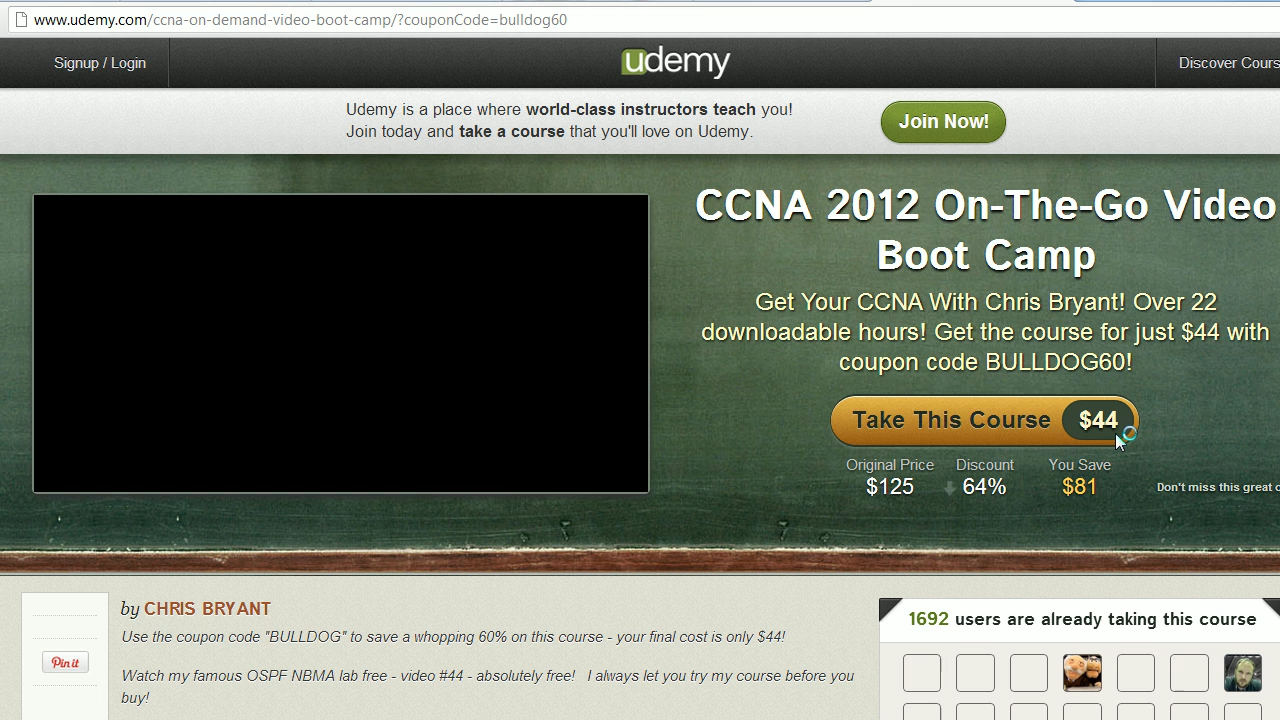 www.udemy.com/ccna-on-demand-video-boot-camp/?couponCode=bulldog60
Signup / Login
udemy
Discover Cours
Udemy is a place where world-class instructors teach you!
Join today and take a course that you'll love on Udemy.
Join Now!
CCNA 2012 On-The-Go Video
Boot Camp
Get Your CCNA With Chris Bryant! Over 22
downloadable hours! Get the course for just $44 with
coupon code BULLDOG60!
Take This Course $44
Original Price Discount You Save
$125 64% $81
Don't miss this great c
by CHRIS BRYANT
Use the coupon code "BULLDOG" to save a whopping 60% on this course - your final cost is only $44!
Pin it
Watch my famous OSPF NBMA lab free - video #44 - absolutely free! I always let you try my course before you
buy!
1692 users are already taking this course